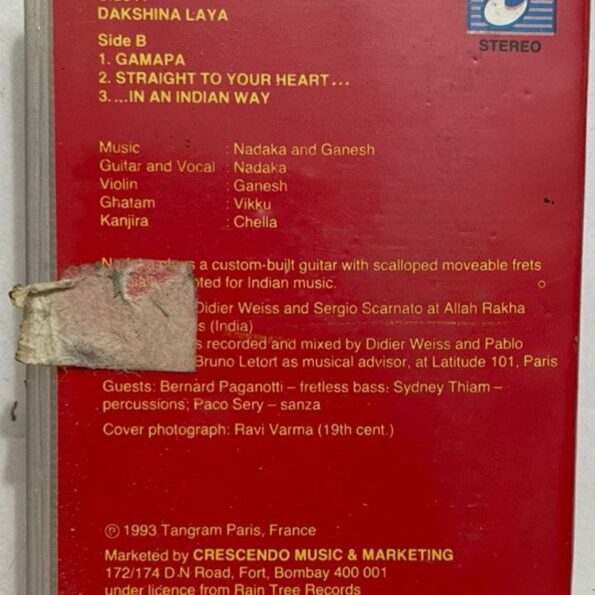 DAKSHINA LAYA
STEREO
Side B
1. GAMAPA
2. STRAIGHT TO YOUR HEART...
3. ...IN AN INDIAN WAY
Music : Nadaka and Ganesh
Guitar and Vocal : Nadaka
Violin : Ganesh
Ghatam : Vikku
Kanjira : Chella
a custom-built guitar with scalloped moveable frets
for Indian music.
Didier Weiss and Sergio Scarnato at Allah Rakha
(India)
recorded and mixed by Didier Weiss and Pablo
Bruno Letort as musical advisor, at Latitude 101, Paris
Guests: Bernard Paganotti – fretless bass: Sydney Thiam –
percussions; Paco Sery – sanza
Cover photograph: Ravi Varma (19th cent.)
℗ 1993 Tangram Paris, France
Marketed by CRESCENDO MUSIC & MARKETING
172/174 D.N Road, Fort, Bombay 400 001
under licence from Rain Tree Records